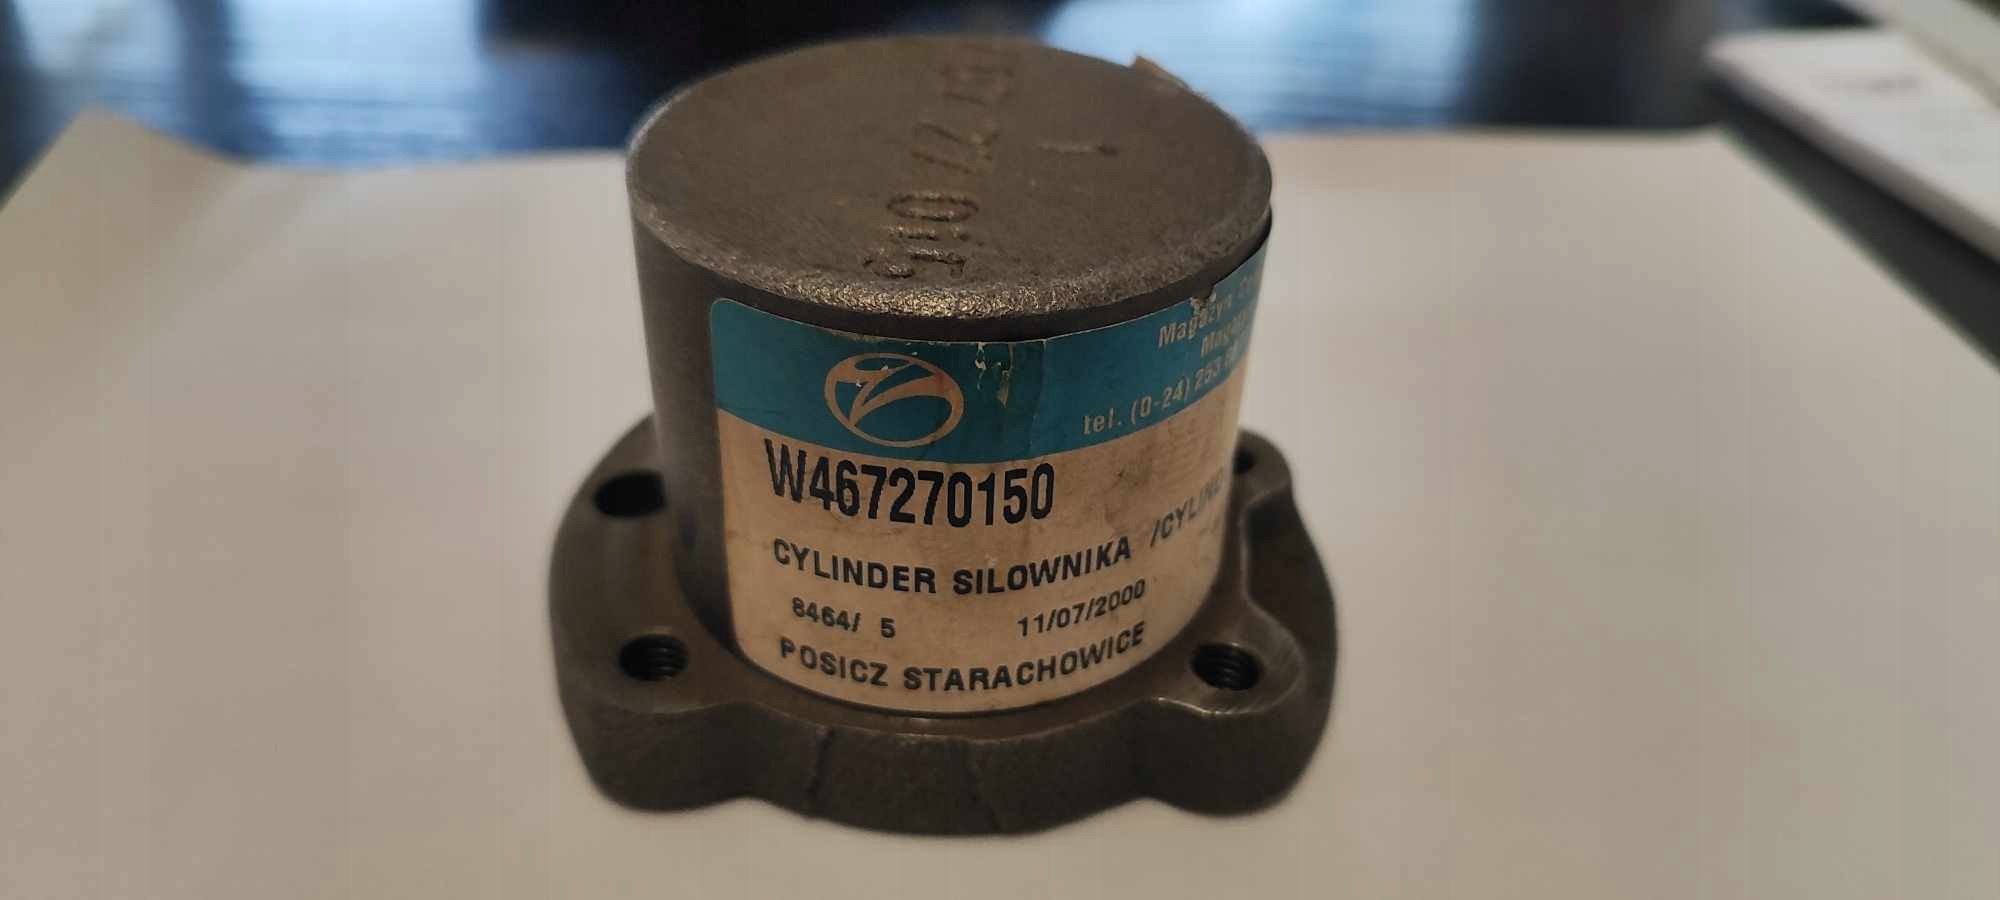 Magazyn
tel. (0-24) 253
W467270150
CYLINDER SILOWNIKA /CYLIND
8464/ 5 11/07/2000
POSICZ STARACHOWICE